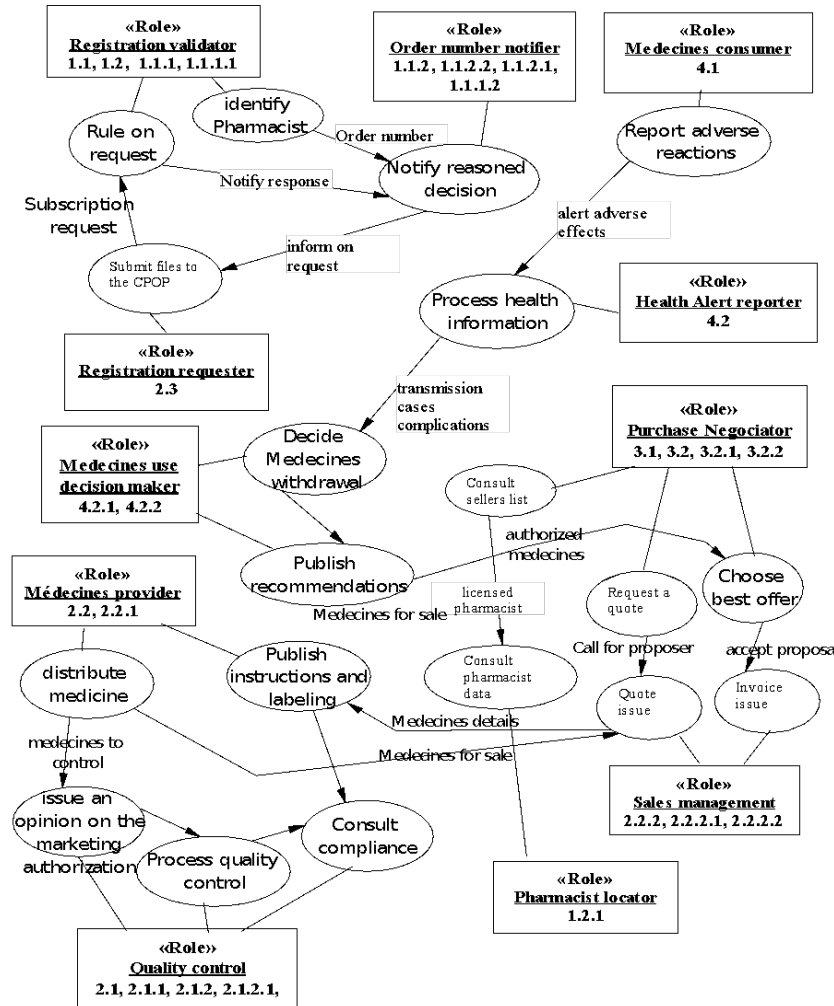 «Role»
Registration validator
1.1, 1.2, 1.1.1, 1.1.1.1
«Role»
Order number notifier
1.1.2, 1.1.2.2, 1.1.2.1,
1.1.1.2
«Role»
Medecines consumer
4.1
identify
Pharmacist
Rule on
request
Order number
Report adverse
reactions
Notify reasoned
decision
Notify response
Subscription
request
alert adverse
effects
inform on
request
Submit files to
the CPOP
Process health
information
«Role»
Health Alert reporter
4.2
«Role»
Registration requester
2.3
transmission
cases
complications
«Role»
Purchase Negociator
3.1, 3.2, 3.2.1, 3.2.2
«Role»
Medecines use
decision maker
4.2.1, 4.2.2
Decide
Medecines
withdrawal
Consult
sellers list
authorized
medecines
Publish
recommendations
Choose
best offer
«Role»
Médecines provider
2.2, 2.2.1
licensed
pharmacist
Request a
quote
Medecines for sale
Call for proposer
accept proposa
distribute
medicine
Publish
instructions and
labeling
Consult
pharmacist
data
Quote
issue
Invoice
issue
Medecines details
medecines to
control
Medecines for sale
«Role»
Sales management
2.2.2, 2.2.2.1, 2.2.2.2
issue an
opinion on the
marketing
authorization
Process quality
control
Consult
compliance
«Role»
Pharmacist locator
1.2.1
«Role»
Quality control
2.1, 2.1.1, 2.1.2, 2.1.2.1,